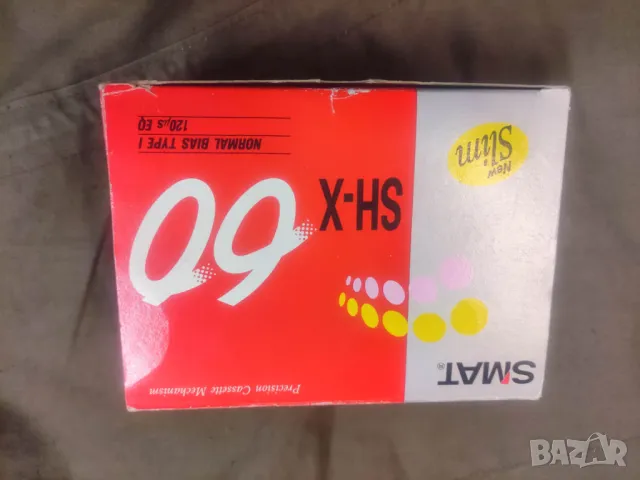 SMAT®
Precision Cassette Mechanism
SH-X
60
New
Slim
NORMAL BIAS TYPE I
120µs EQ
BAZAR